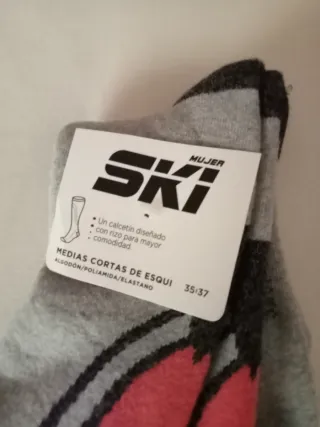 MUJER
SKI
• Un calcetín diseñado
• con rizo para mayor
• comodidad
MEDIAS CORTAS DE ESQUI
ALGODÓN/POLIAMIDA/ELASTANO
35|37